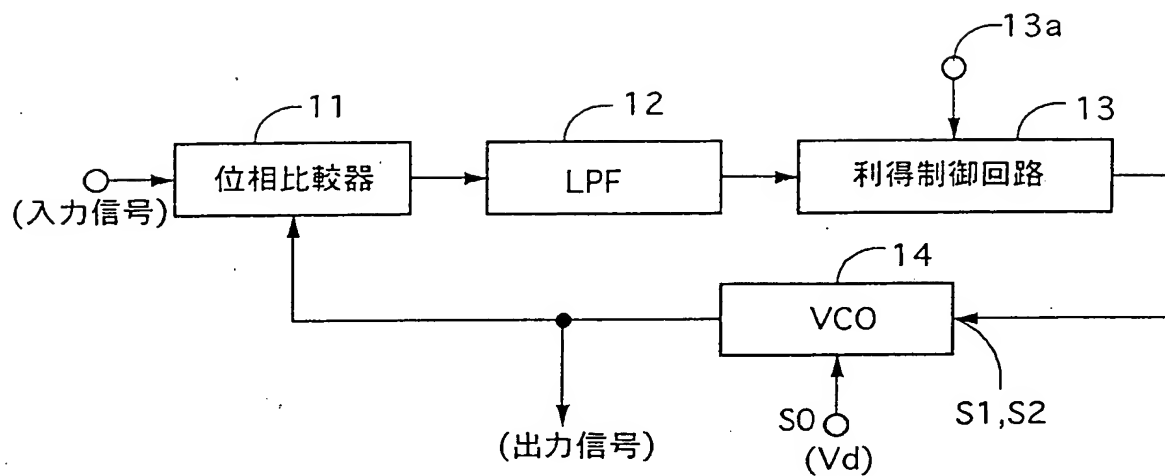 13a
11
12
13
位相比較器
LPF
利得制御回路
(入力信号)
14
VCO
S1,S2
S0
(Vd)
(出力信号)